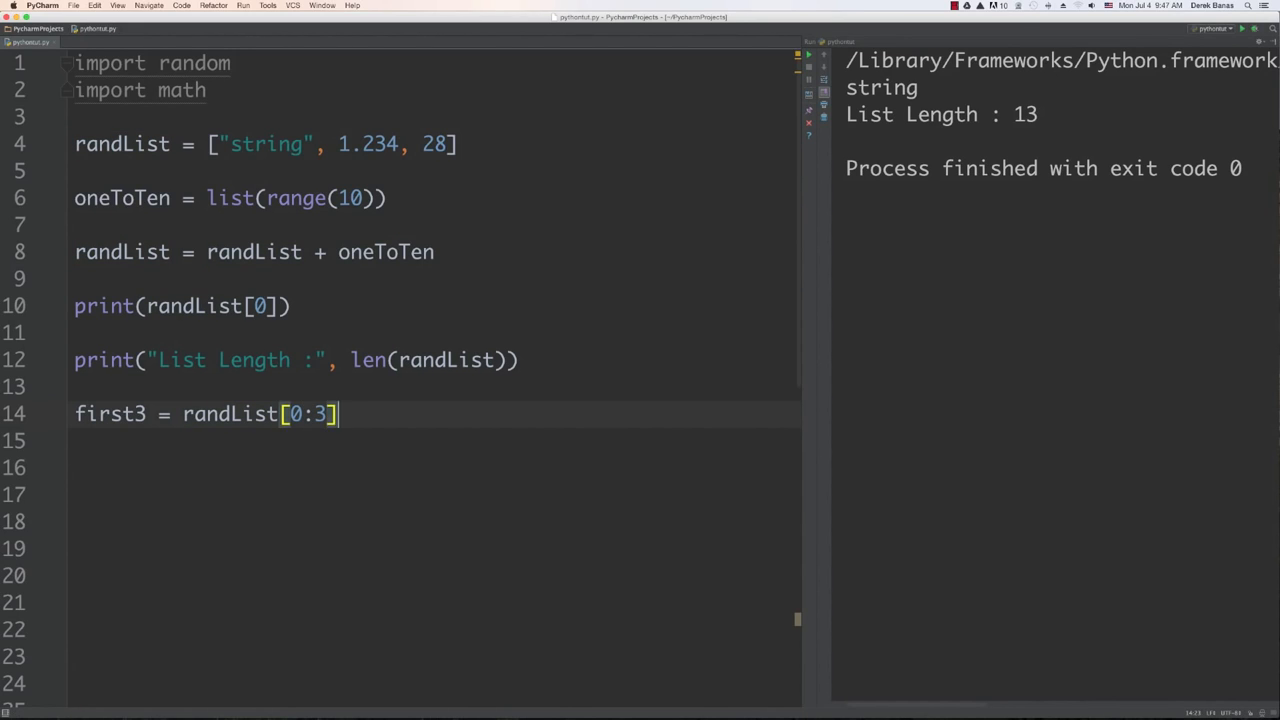 PyCharm File Edit View Navigate Code Refactor Run Tools VCS Window Help
10 Mon Jul 4 9:47 AM Derek Banas
pythontut.py - PycharmProjects - [~/PycharmProjects]
PycharmProjects pythontut.py pythontut
pythontut.py
Run pythontut
1 import random
2 import math
3
4 randList = ["string", 1.234, 28]
5
6 oneToTen = list(range(10))
7
8 randList = randList + oneToTen
9
10 print(randList[0])
11
12 print("List Length :", len(randList))
13
14 first3 = randList[0:3]
15
16
17
18
19
20
21
22
23
24
25
/Library/Frameworks/Python.framework
string
List Length : 13
Process finished with exit code 0
14:23 LF÷ UTF-8÷